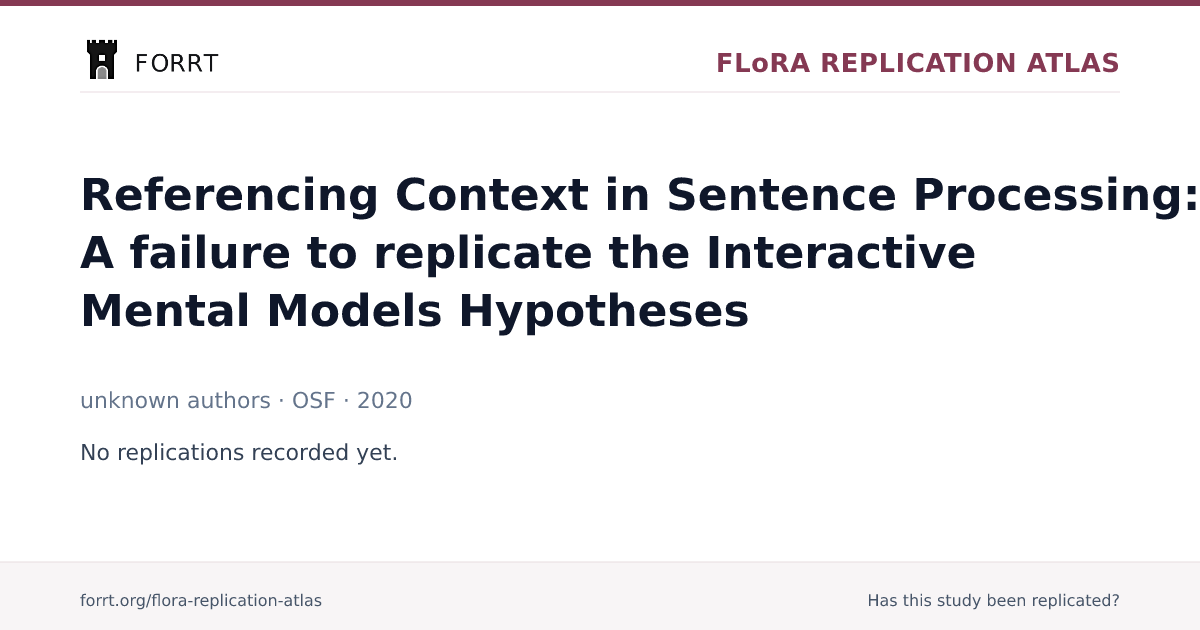 FORRT
FLoRA REPLICATION ATLAS
Referencing Context in Sentence Processing:
A failure to replicate the Interactive
Mental Models Hypotheses
unknown authors · OSF · 2020
No replications recorded yet.
forrt.org/flora-replication-atlas
Has this study been replicated?